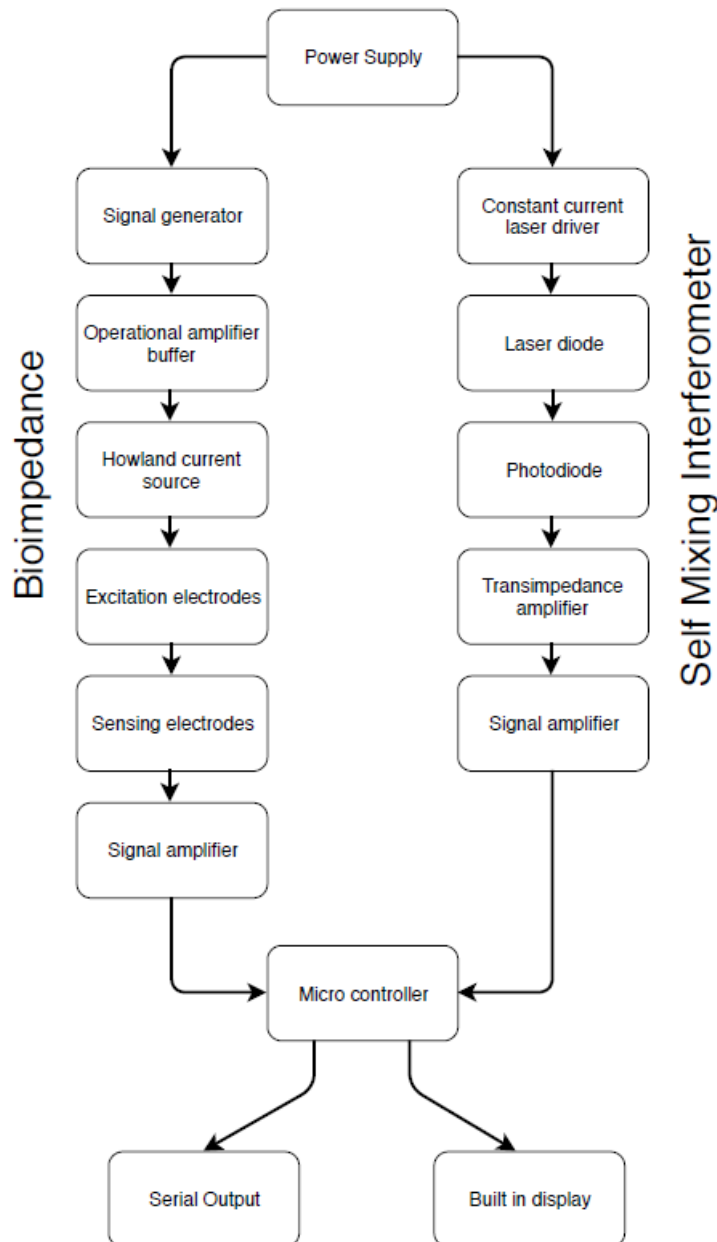 Power Supply
Signal generator
Constant current
laser driver
Operational amplifier
buffer
Laser diode
Howland current
source
Photodiode
Excitation electrodes
Transimpedance
amplifier
Sensing electrodes
Signal amplifier
Signal amplifier
Micro controller
Serial Output
Built in display
Bioimpedance
Self Mixing Interferometer